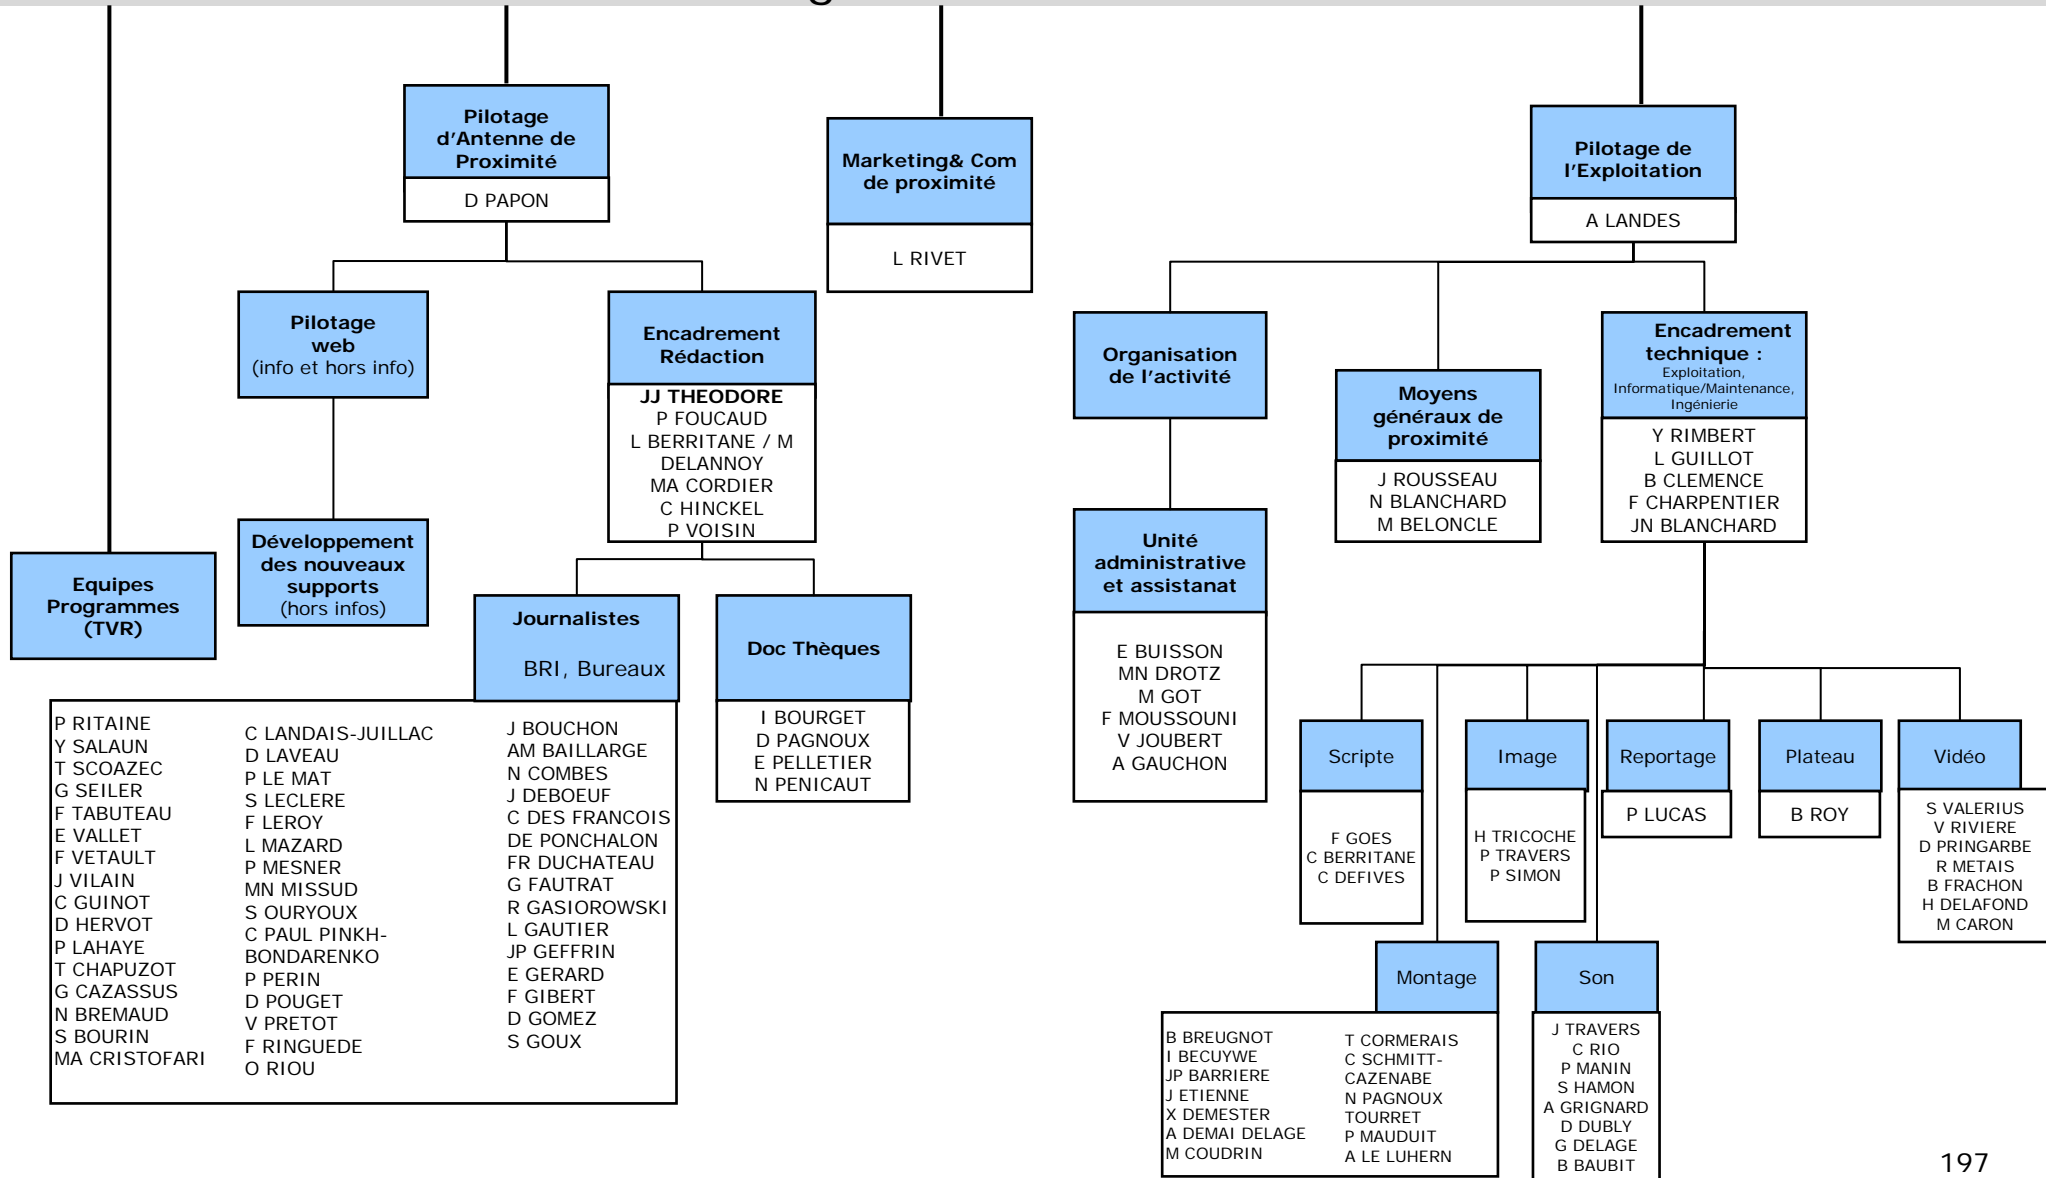 Pilotage
d'Antenne de
Proximité
D PAPON
Marketing& Com
de proximité
L RIVET
Pilotage de
l'Exploitation
A LANDES
Pilotage
web
(info et hors info)
Encadrement
Rédaction
JJ THEODORE
P FOUCAUD
L BERRITANE / M
DELANNOY
MA CORDIER
C HINCKEL
P VOISIN
Organisation
de l'activité
Moyens
généraux de
proximité
J ROUSSEAU
N BLANCHARD
M BELONCLE
Encadrement
technique :
Exploitation,
Informatique/Maintenance,
Ingénierie
Y RIMBERT
L GUILLOT
B CLEMENCE
F CHARPENTIER
JN BLANCHARD
Equipes
Programmes
(TVR)
Développement
des nouveaux
supports
(hors infos)
Journalistes
BRI, Bureaux
P RITAINE
Y SALAUN
T SCOAZEC
G SEILER
F TABUTEAU
E VALLET
F VETAULT
J VILAIN
C GUINOT
D HERVOT
P LAHAYE
T CHAPUZOT
G CAZASSUS
N BREMAUD
S BOURIN
MA CRISTOFARI
C LANDAIS-JUILLAC
D LAVEAU
P LE MAT
S LECLERE
F LEROY
L MAZARD
P MESNER
MN MISSUD
S OURYOUX
C PAUL PINKH-
BONDARENKO
P PERIN
D POUGET
V PRETOT
F RINGUEDE
O RIOU
J BOUCHON
AM BAILLARGE
N COMBES
J DEBOEUF
C DES FRANCOIS
DE PONCHALON
FR DUCHATEAU
G FAUTRAT
R GASIOROWSKI
L GAUTIER
JP GEFFRIN
E GERARD
F GIBERT
D GOMEZ
S GOUX
Doc Thèques
I BOURGET
D PAGNOUX
E PELLETIER
N PENICAUT
Unité
administrative
et assistanat
E BUISSON
MN DROTZ
M GOT
F MOUSSOUNI
V JOUBERT
A GAUCHON
Scripte
F GOES
C BERRITANE
C DEFIVES
Image
H TRICOCHE
P TRAVERS
P SIMON
Reportage
P LUCAS
Plateau
B ROY
Vidéo
S VALERIUS
V RIVIERE
D PRINGARBE
R METAIS
B FRACHON
H DELAFOND
M CARON
Montage
B BREUGNOT
I BECUYWE
JP BARRIERE
J ETIENNE
X DEMESTER
A DEMAI DELAGE
M COUDRIN
T CORMERAIS
C SCHMITT-
CAZENABE
N PAGNOUX
TOURRET
P MAUDUIT
A LE LUHERN
Son
J TRAVERS
C RIO
P MANIN
S HAMON
A GRIGNARD
D DUBLY
G DELAGE
B BAUBIT
197